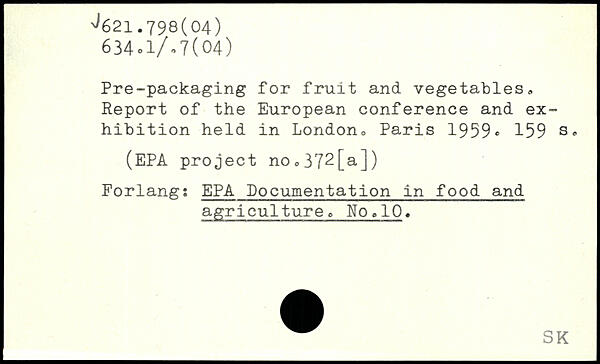 √621.798(04)
634.1/.7(04)
Pre-packaging for fruit and vegetables.
Report of the European conference and ex-
hibition held in London. Paris 1959. 159 s.
(EPA project no.372[a])
Forlang: EPA Documentation in food and
agriculture. No.10.
SK